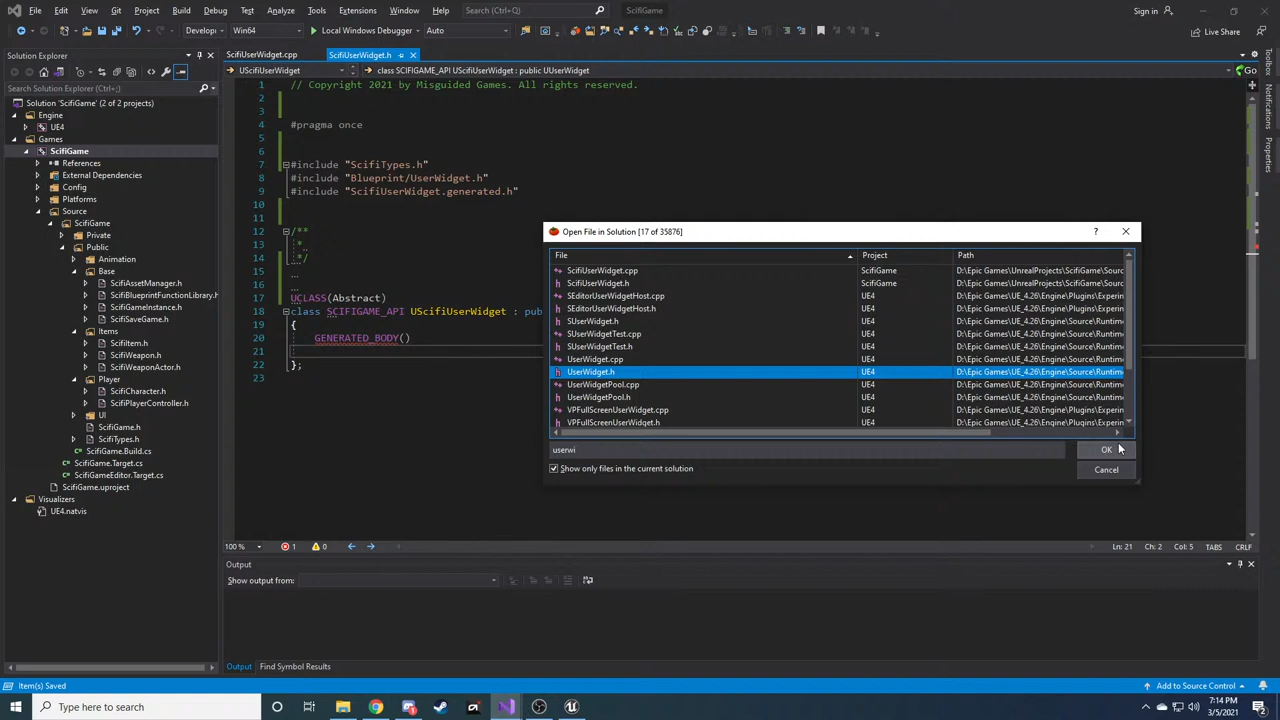 File Edit View Git Project Build Debug Test Analyze Tools Extensions Window Help Search (Ctrl+Q) ScifiGame Sign in
Develop Win64 Local Windows Debugger Auto Live Share
Solution Explorer
Search Solution Explorer (Ctrl+;)
Solution 'ScifiGame' (2 of 2 projects)
Engine
UE4
Games
ScifiGame
References
External Dependencies
Config
Platforms
Source
ScifiGame
Private
Public
Animation
Base
ScifiAssetManager.h
ScifiBlueprintFunctionLibrary.h
ScifiGameInstance.h
ScifiSaveGame.h
Items
ScifiItem.h
ScifiWeapon.h
ScifiWeaponActor.h
Player
ScifiCharacter.h
ScifiPlayerController.h
UI
ScifiGame.h
ScifiTypes.h
ScifiGame.Build.cs
ScifiGame.Target.cs
ScifiGameEditor.Target.cs
ScifiGame.uproject
Visualizers
UE4.natvis
ScifiUserWidget.cpp ScifiUserWidget.h
UScifiUserWidget class SCIFIGAME_API UScifiUserWidget : public UUserWidget Go
1 // Copyright 2021 by Misguided Games. All rights reserved.
2
3
4 #pragma once
5
6
7 #include "ScifiTypes.h"
8 #include "Blueprint/UserWidget.h"
9 #include "ScifiUserWidget.generated.h"
10
11
12 /**
13 *
14 */
15
16
17 UCLASS(Abstract)
18 class SCIFIGAME_API UScifiUserWidget : pub
19 {
20 GENERATED_BODY()
21
22 };
23
Open File in Solution [17 of 35876] ?
File Project Path
ScifiUserWidget.cpp ScifiGame D:\Epic Games\UnrealProjects\ScifiGame\Sourc
ScifiUserWidget.h ScifiGame D:\Epic Games\UnrealProjects\ScifiGame\Sourc
SEditorUserWidgetHost.cpp UE4 D:\Epic Games\UE_4.26\Engine\Plugins\Experin
SEditorUserWidgetHost.h UE4 D:\Epic Games\UE_4.26\Engine\Plugins\Experin
SUserWidget.h UE4 D:\Epic Games\UE_4.26\Engine\Source\Runtime
SUserWidgetTest.cpp UE4 D:\Epic Games\UE_4.26\Engine\Source\Runtime
SUserWidgetTest.h UE4 D:\Epic Games\UE_4.26\Engine\Source\Runtime
UserWidget.cpp UE4 D:\Epic Games\UE_4.26\Engine\Source\Runtime
UserWidget.h UE4 D:\Epic Games\UE_4.26\Engine\Source\Runtime
UserWidgetPool.cpp UE4 D:\Epic Games\UE_4.26\Engine\Source\Runtime
UserWidgetPool.h UE4 D:\Epic Games\UE_4.26\Engine\Source\Runtime
VPFullScreenUserWidget.cpp UE4 D:\Epic Games\UE_4.26\Engine\Plugins\Experin
VPFullScreenUserWidget.h UE4 D:\Epic Games\UE_4.26\Engine\Plugins\Experin
userwi OK
Show only files in the current solution Cancel
Toolbox
Notifications
Properties
100 % 1 0 Ln: 21 Ch: 2 Col: 5 TABS CRLF
Output
Show output from:
Output Find Symbol Results
Item(s) Saved Add to Source Control
Type here to search 7:14 PM
3/5/2021